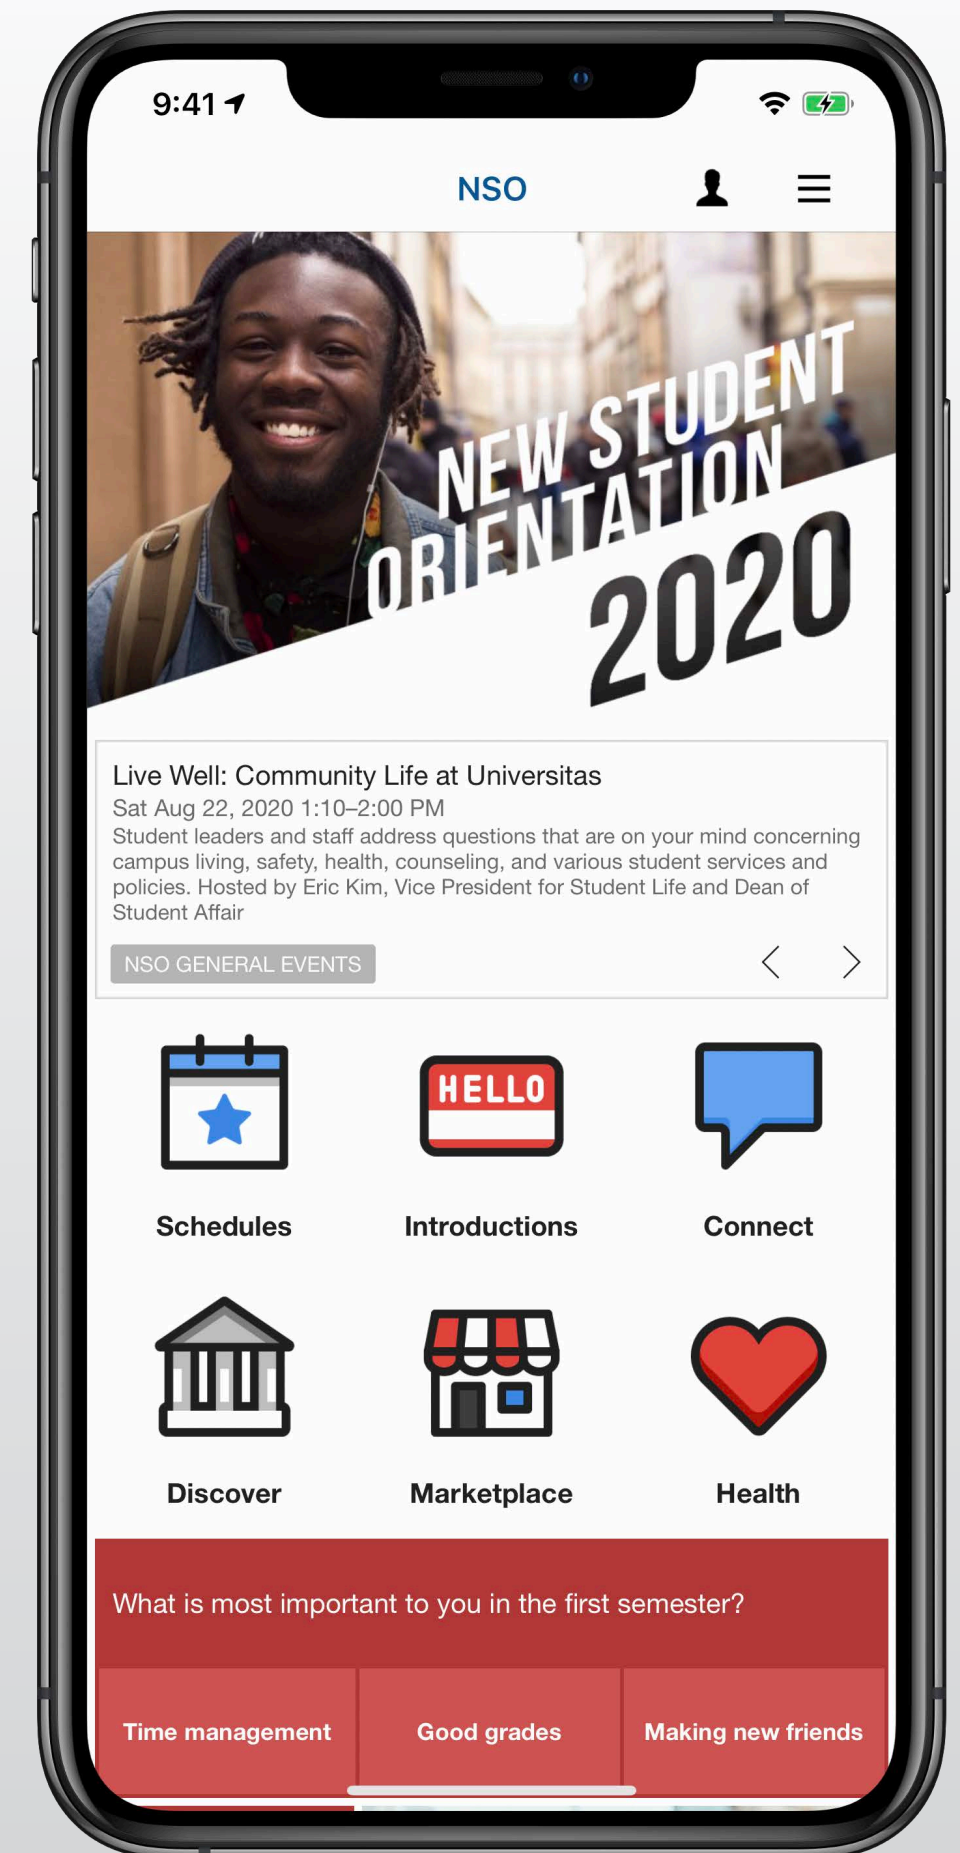 9:41
NSO
NEW STUDENT
ORIENTATION
2020
Live Well: Community Life at Universitas
Sat Aug 22, 2020 1:10–2:00 PM
Student leaders and staff address questions that are on your mind concerning
campus living, safety, health, counseling, and various student services and
policies. Hosted by Eric Kim, Vice President for Student Life and Dean of
Student Affair
NSO GENERAL EVENTS
HELLO
Schedules Introductions Connect
Discover Marketplace Health
What is most important to you in the first semester?
Time management Good grades Making new friends